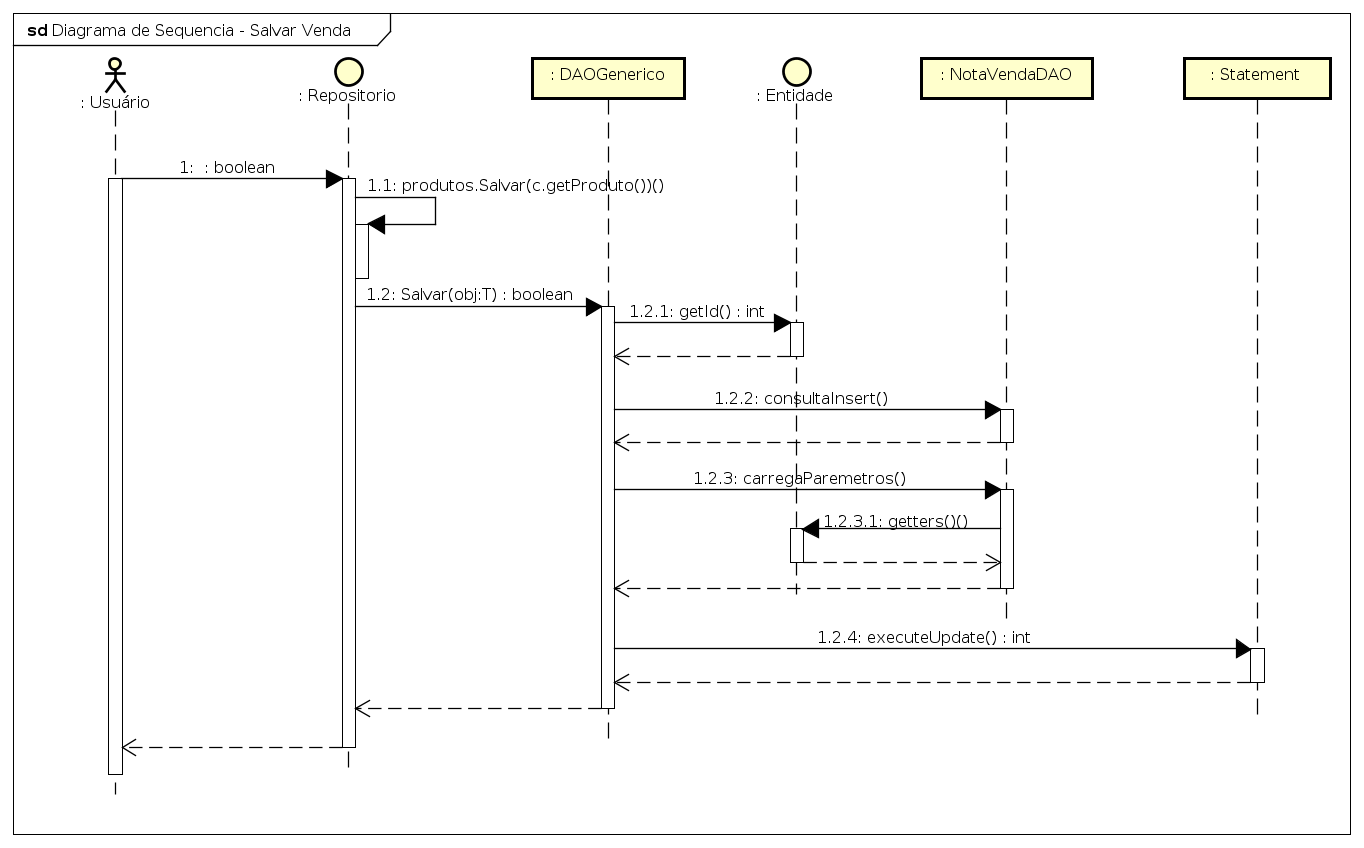 sd Diagrama de Sequencia - Salvar Venda
: Usuário
: Repositorio
: DAOGenerico
: Entidade
: NotaVendaDAO
: Statement
1:  : boolean
1.1: produtos.Salvar(c.getProduto())()
1.2: Salvar(obj:T) : boolean
1.2.1: getId() : int
1.2.2: consultaInsert()
1.2.3: carregaParemetros()
1.2.3.1: getters()()
1.2.4: executeUpdate() : int